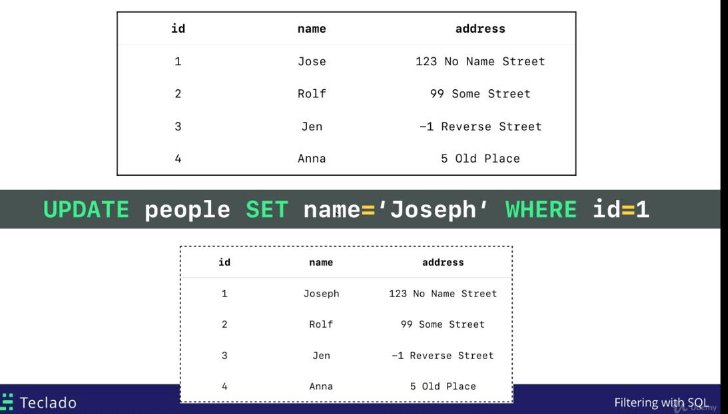 id name address
1 Jose 123 No Name Street
2 Rolf 99 Some Street
3 Jen -1 Reverse Street
4 Anna 5 Old Place
UPDATE people SET name=‘Joseph‘ WHERE id=1
id name address
1 Joseph 123 No Name Street
2 Rolf 99 Some Street
3 Jen -1 Reverse Street
4 Anna 5 Old Place
Teclado
Filtering with SQL